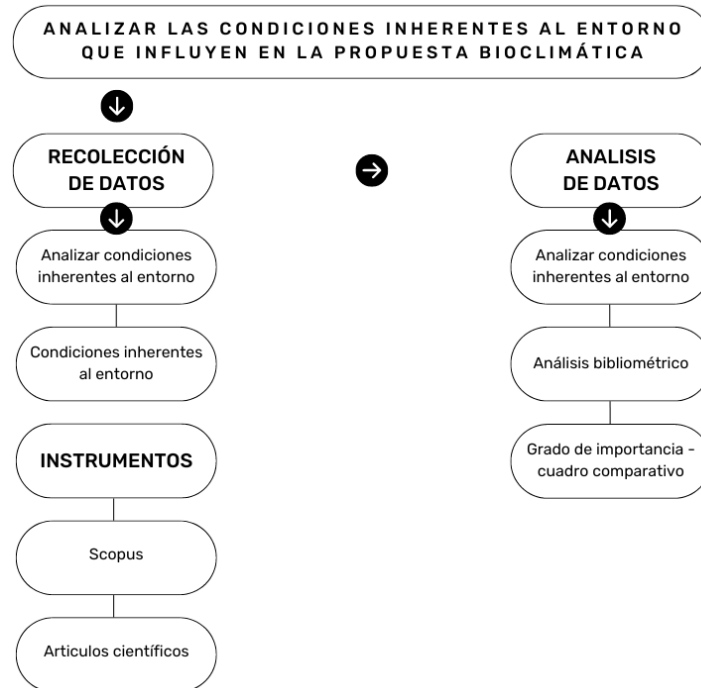 ANALIZAR LAS CONDICIONES INHERENTES AL ENTORNO
QUE INFLUYEN EN LA PROPUESTA BIOCLIMÁTICA
RECOLECCIÓN
DE DATOS
Analizar condiciones
inherentes al entorno
Condiciones inherentes
al entorno
INSTRUMENTOS
Scopus
Articulos científicos
ANALISIS
DE DATOS
Analizar condiciones
inherentes al entorno
Análisis bibliométrico
Grado de importancia -
cuadro comparativo